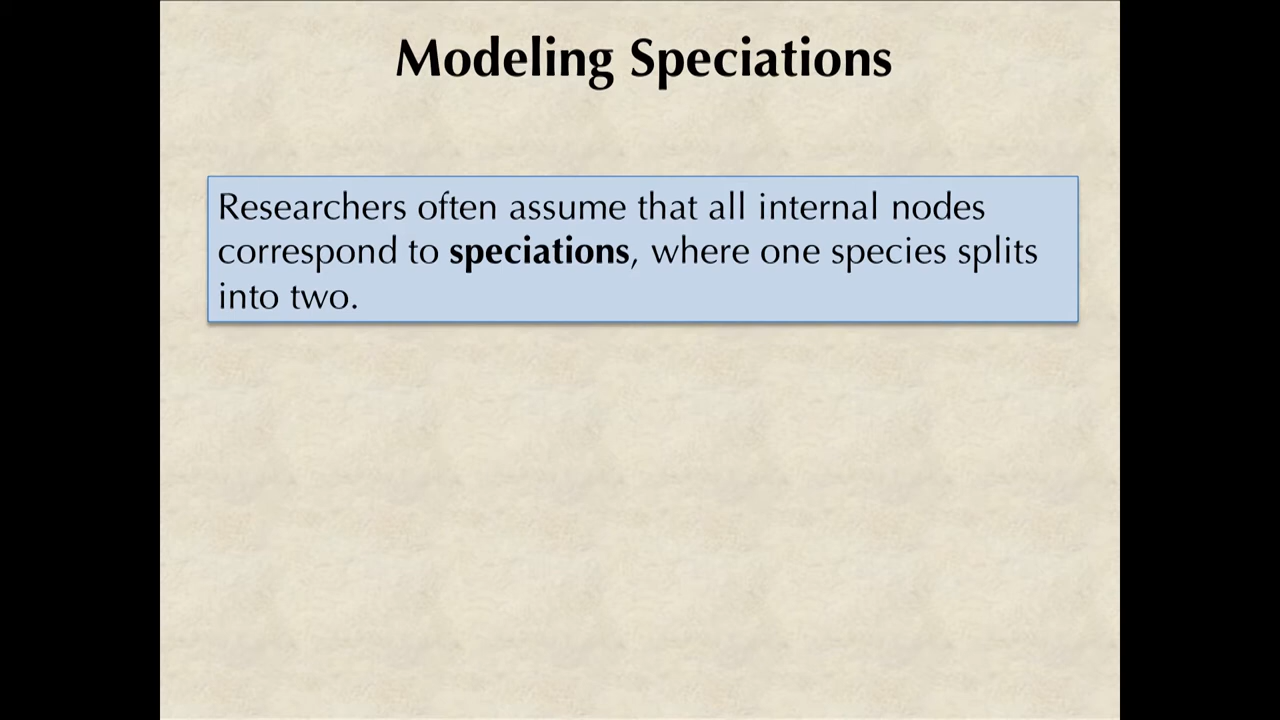 Modeling Speciations
Researchers often assume that all internal nodes
correspond to speciations, where one species splits
into two.